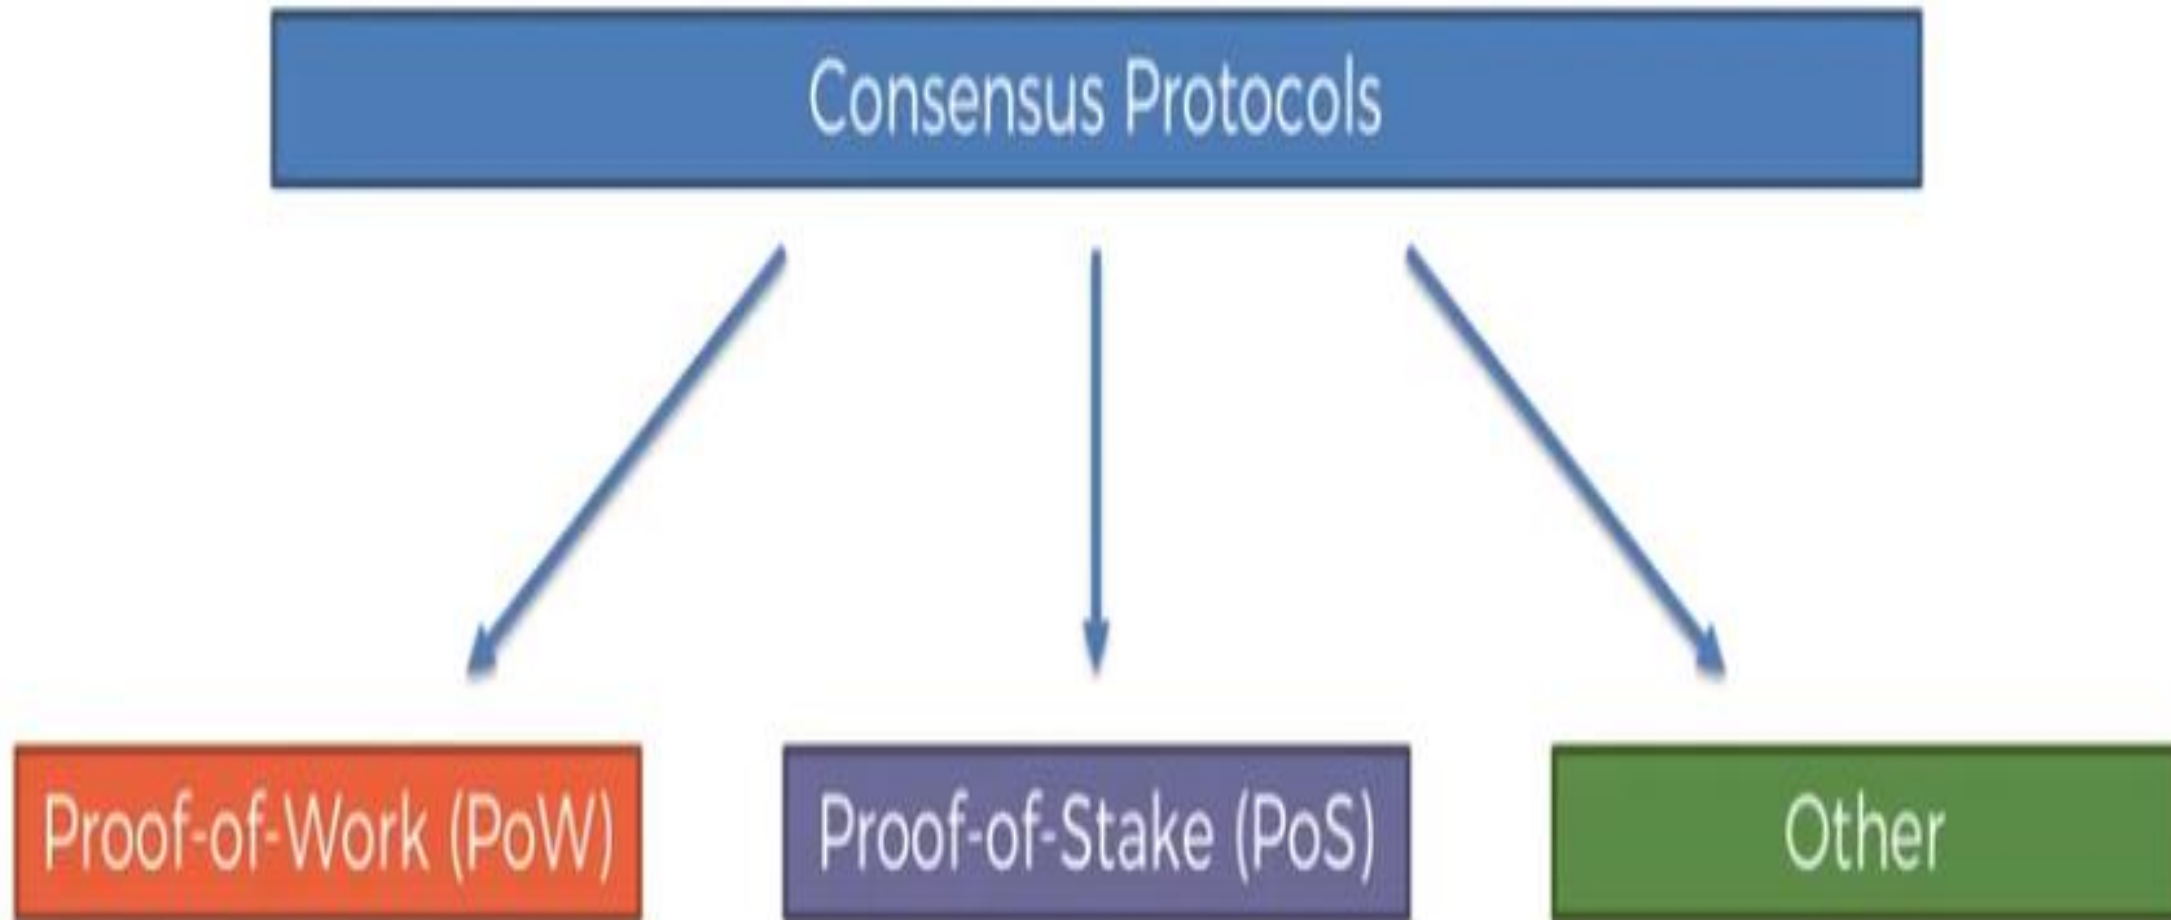 Consensus Protocols
Proof-of-Work (PoW)
Proof-of-Stake (PoS)
Other